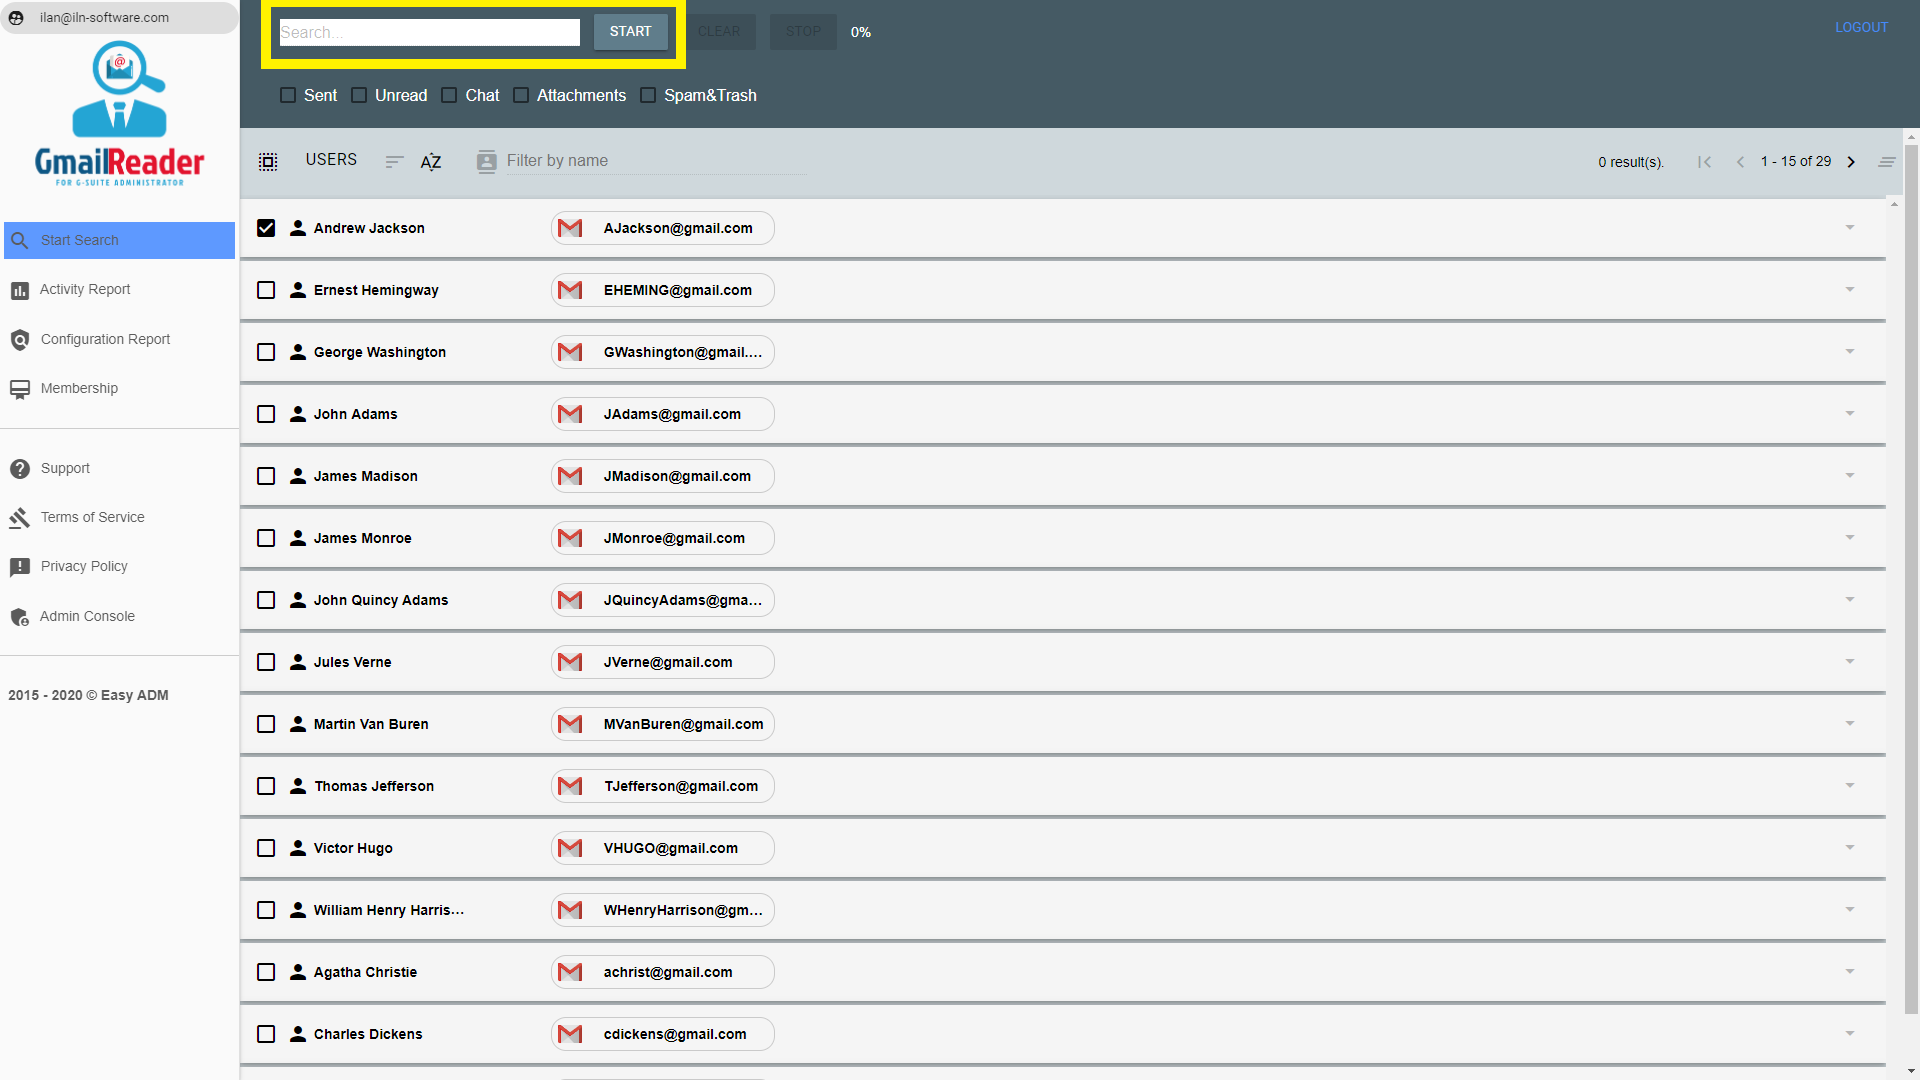 ilan@iln-software.com
Search...
START
CLEAR
STOP
0%
LOGOUT
Sent
Unread
Chat
Attachments
Spam&Trash
GmailReader
FOR G-SUITE ADMINISTRATOR
Start Search
Activity Report
Configuration Report
Membership
Support
Terms of Service
Privacy Policy
Admin Console
2015 - 2020 © Easy ADM
USERS
AZ
Filter by name
0 result(s).
1 - 15 of 29
Andrew Jackson AJackson@gmail.com
Ernest Hemingway EHEMING@gmail.com
George Washington GWashington@gmail....
John Adams JAdams@gmail.com
James Madison JMadison@gmail.com
James Monroe JMonroe@gmail.com
John Quincy Adams JQuincyAdams@gma...
Jules Verne JVerne@gmail.com
Martin Van Buren MVanBuren@gmail.com
Thomas Jefferson TJefferson@gmail.com
Victor Hugo VHUGO@gmail.com
William Henry Harris... WHenryHarrison@gm...
Agatha Christie achrist@gmail.com
Charles Dickens cdickens@gmail.com